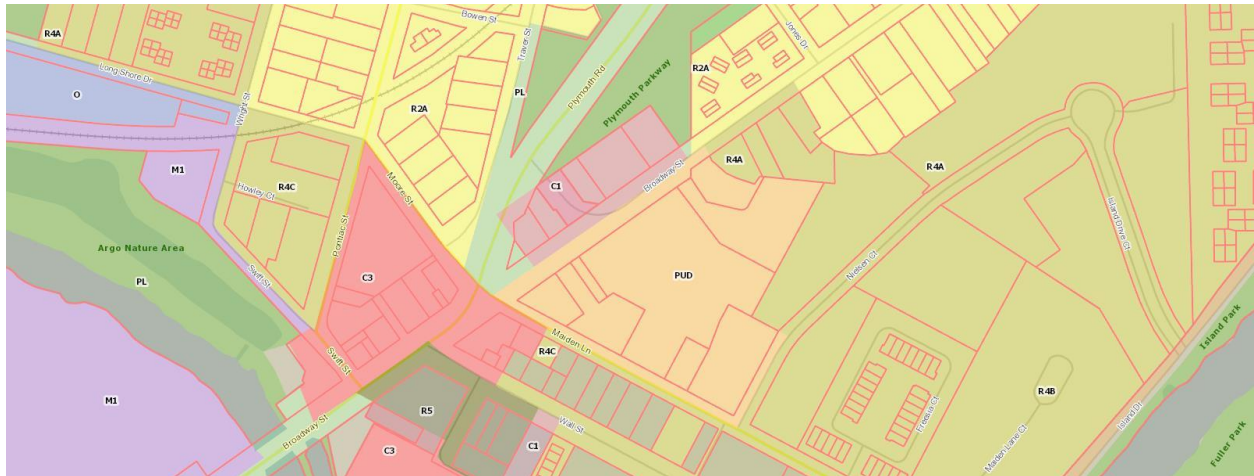 Bowen St
Jones Dr
R4A
Traver St
Long Shore Dr
R2A
Plymouth Rd
PL
O
R2A
Plymouth Parkway
Wright St
R4A
Broadway St
R4A
M1
Moore St
R4C
C1
Howley Ct
Island Drive Ct
Pontiac St
Argo Nature Area
Nielsen Ct
Swift St
C3
PUD
PL
Island Park
Maiden Ln
R4C
Swift St
R4B
M1
R5
Broadway St
Wall St
Freesia Ct
Island Dr
C3
C1
Maiden Lane Ct
Fuller Park